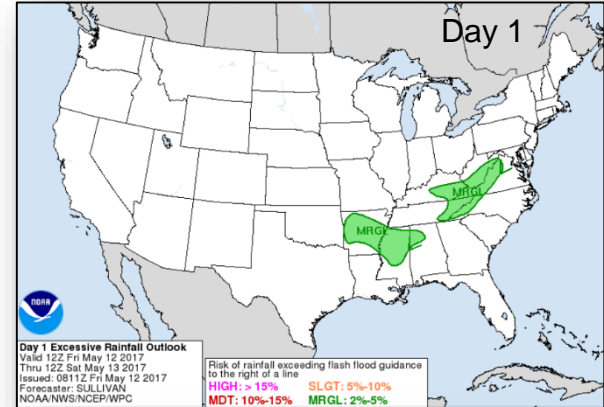 Day 1
MRGL
MRGL
NOAA
Day 1 Excessive Rainfall Outlook
Valid 12Z Fri May 12 2017
Thru 12Z Sat May 13 2017
Issued: 0811Z Fri May 12 2017
Forecaster: SULLIVAN
NOAA/NWS/NCEP/WPC
Risk of rainfall exceeding flash flood guidance
to the right of a line
HIGH: > 15% SLGT: 5%-10%
MDT: 10%-15% MRGL: 2%-5%